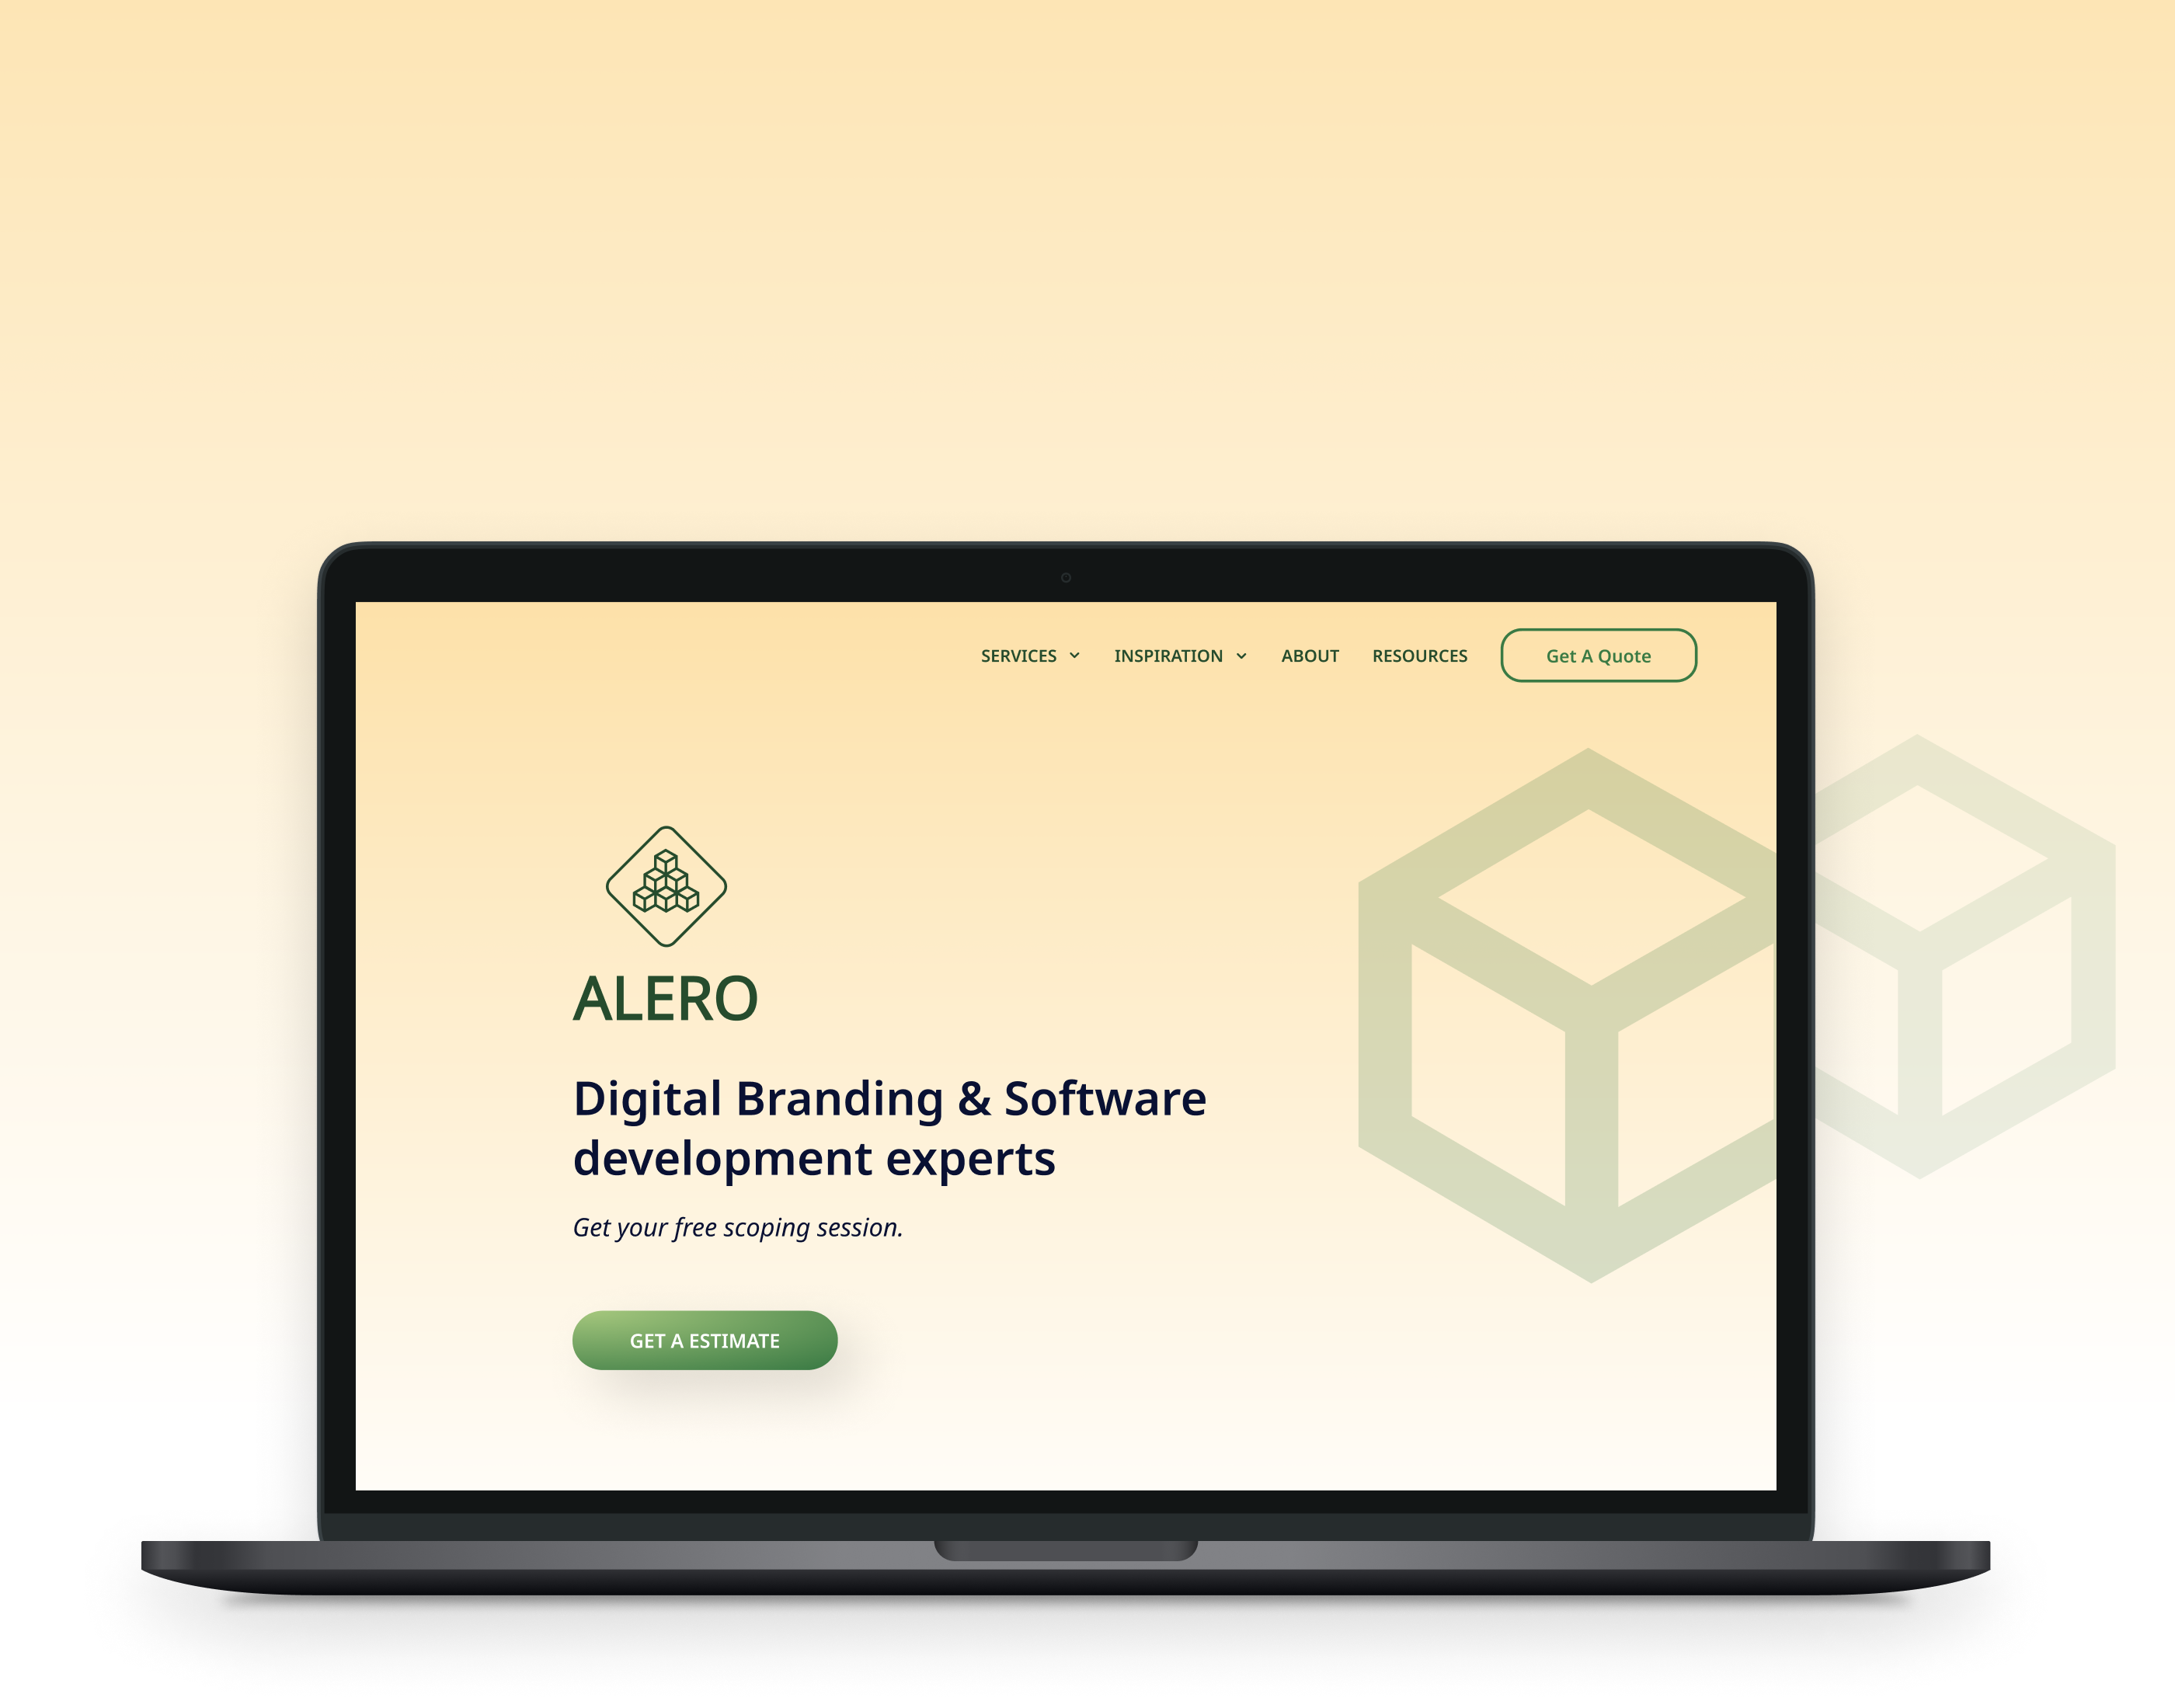 SERVICES INSPIRATION ABOUT RESOURCES Get A Quote
ALERO
Digital Branding & Software
development experts
Get your free scoping session.
GET A ESTIMATE